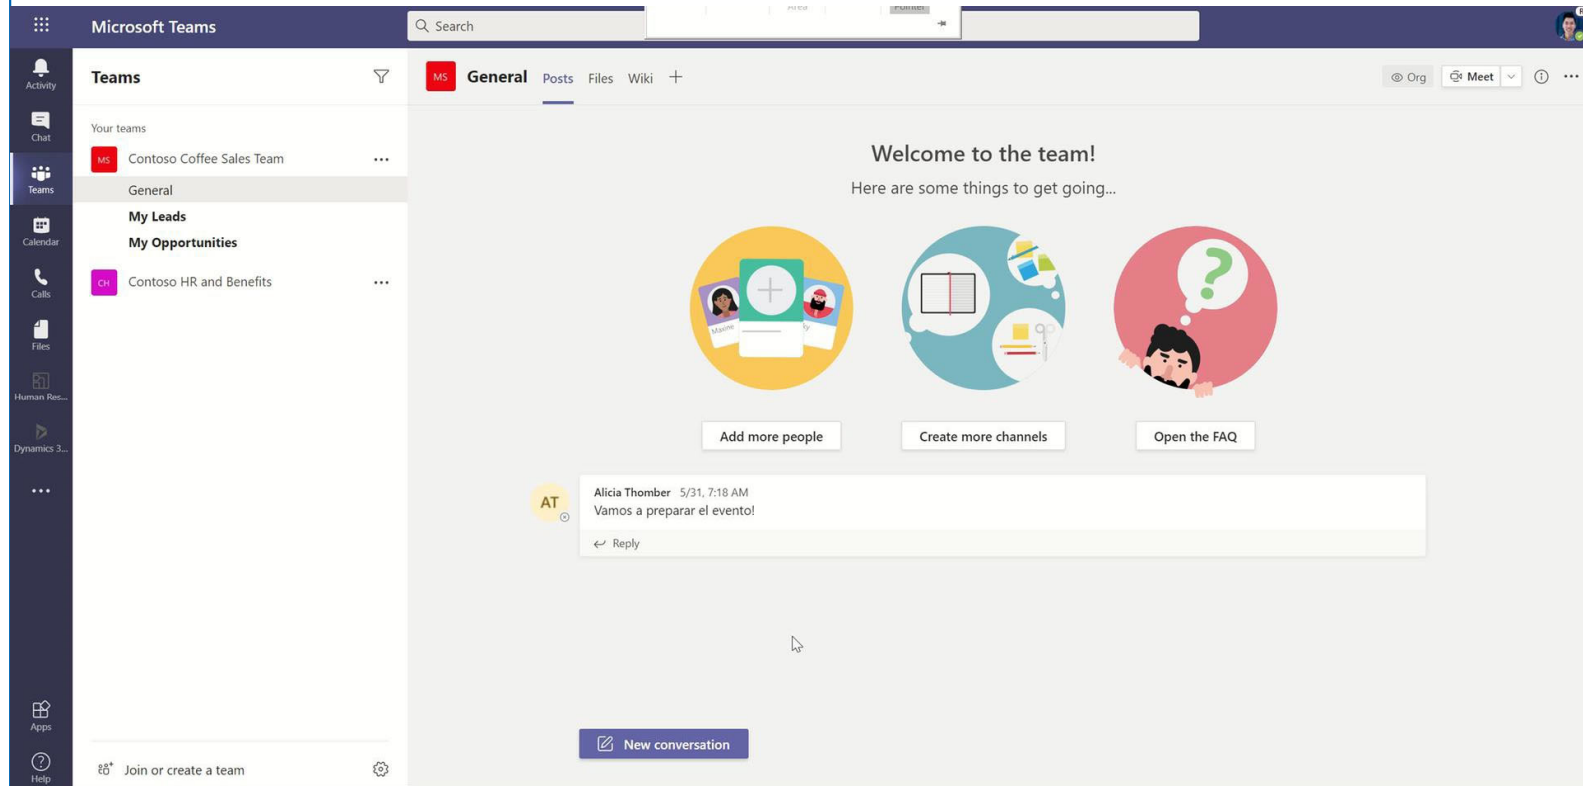 Area
Pointer
Microsoft Teams
Search
Activity
Chat
Teams
Calendar
Calls
Files
Human Res...
Dynamics 3...
Apps
Help
Teams
Your teams
MS Contoso Coffee Sales Team
General
My Leads
My Opportunities
CH Contoso HR and Benefits
Join or create a team
MS General Posts Files Wiki
Org Meet
Welcome to the team!
Here are some things to get going...
Maxine
ky
Add more people Create more channels Open the FAQ
AT
Alicia Thomber 5/31, 7:18 AM
Vamos a preparar el evento!
Reply
New conversation